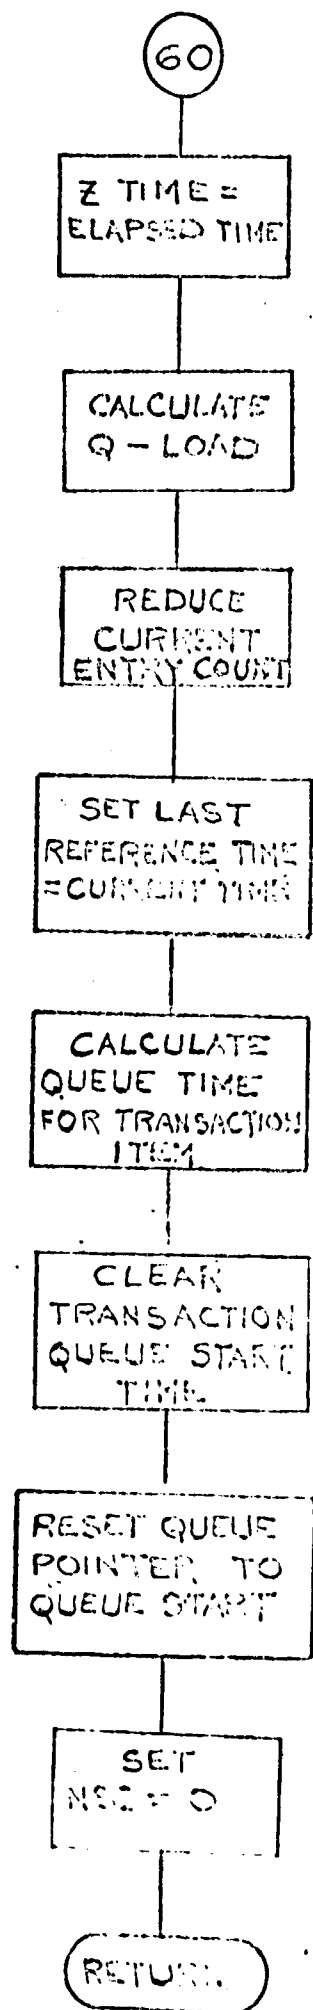 60
Z TIME =
ELAPSED TIME
CALCULATE
Q - LOAD
REDUCE
CURRENT
ENTRY COUNT
SET LAST
REFERENCE TIME
= CURRENT TIME
CALCULATE
QUEUE TIME
FOR TRANSACTION
ITEM
CLEAR
TRANSACTION
QUEUE START
TIME
RESET QUEUE
POINTER TO
QUEUE START
SET
= 0
RETURN